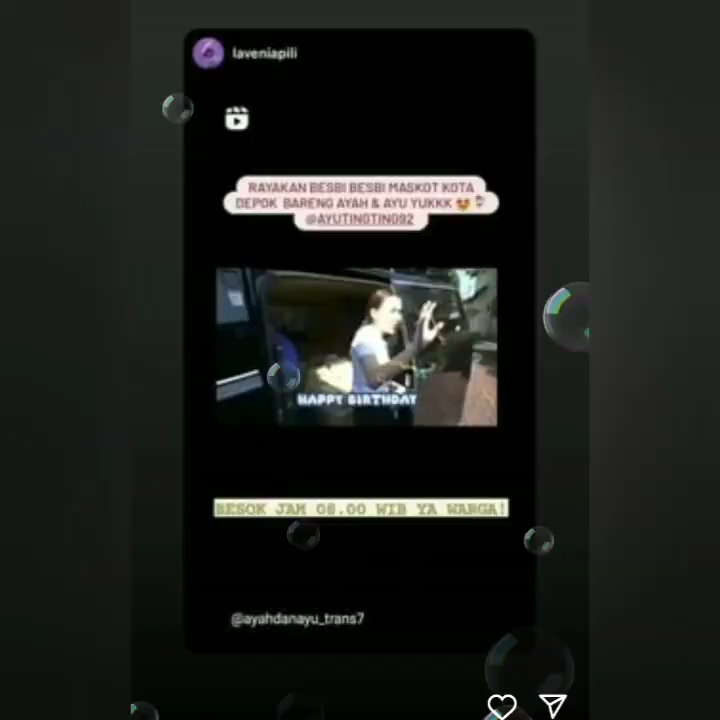 laveniapili
RAYAKAN BESBI BESBI MASKOT KOTA
DEPOK BARENG AYAH & AYU YUKKK
@AYUTINGTING92
HAPPY BIRTHDAY
BESOK JAM 08.00 WIB YA WARGA!
@ayahdanayu_trans7